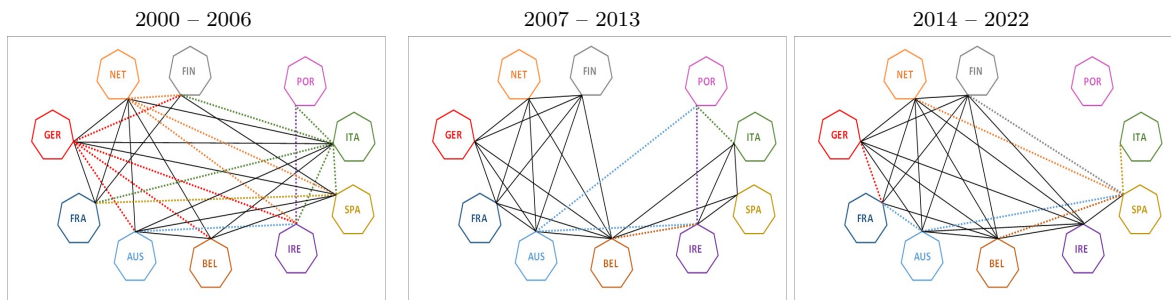 2000 – 2006
NET
FIN
POR
GER
ITA
FRA
SPA
AUS
BEL
IRE
2007 – 2013
NET
FIN
POR
GER
ITA
FRA
SPA
AUS
BEL
IRE
2014 – 2022
NET
FIN
POR
GER
ITA
FRA
SPA
AUS
BEL
IRE